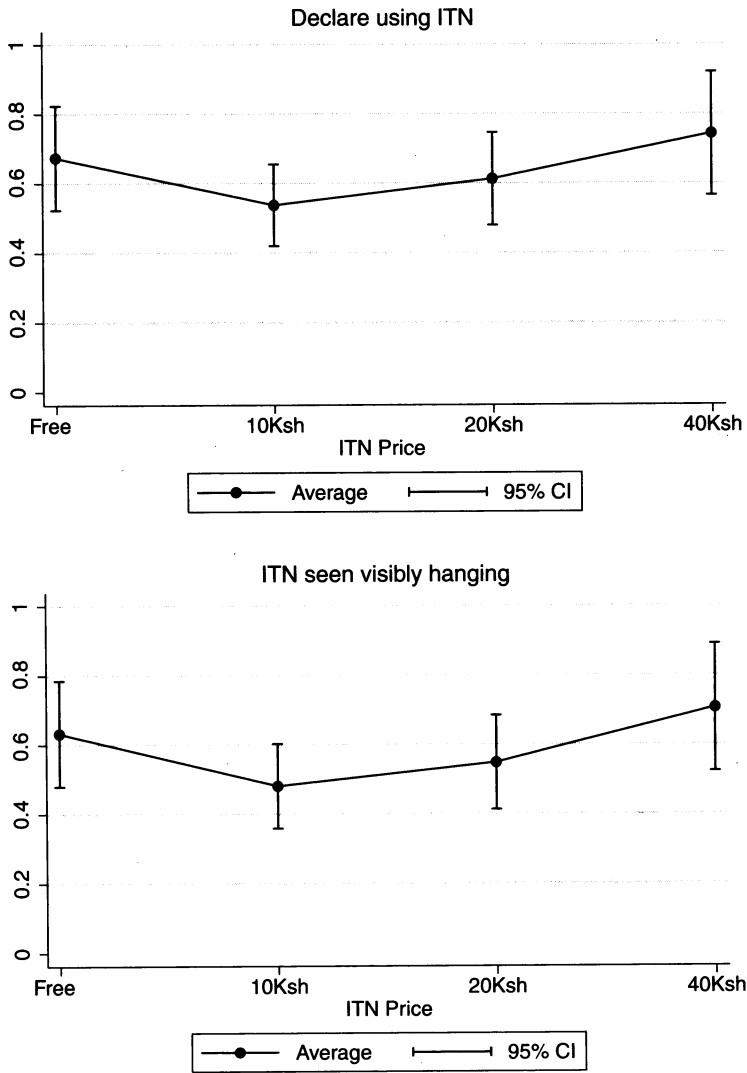 Declare using ITN
1
0.8
0.6
0.4
0.2
0
Free 10Ksh 20Ksh 40Ksh
ITN Price
Average 95% CI
ITN seen visibly hanging
1
0.8
0.6
0.4
0.2
0
Free 10Ksh 20Ksh 40Ksh
ITN Price
Average 95% CI